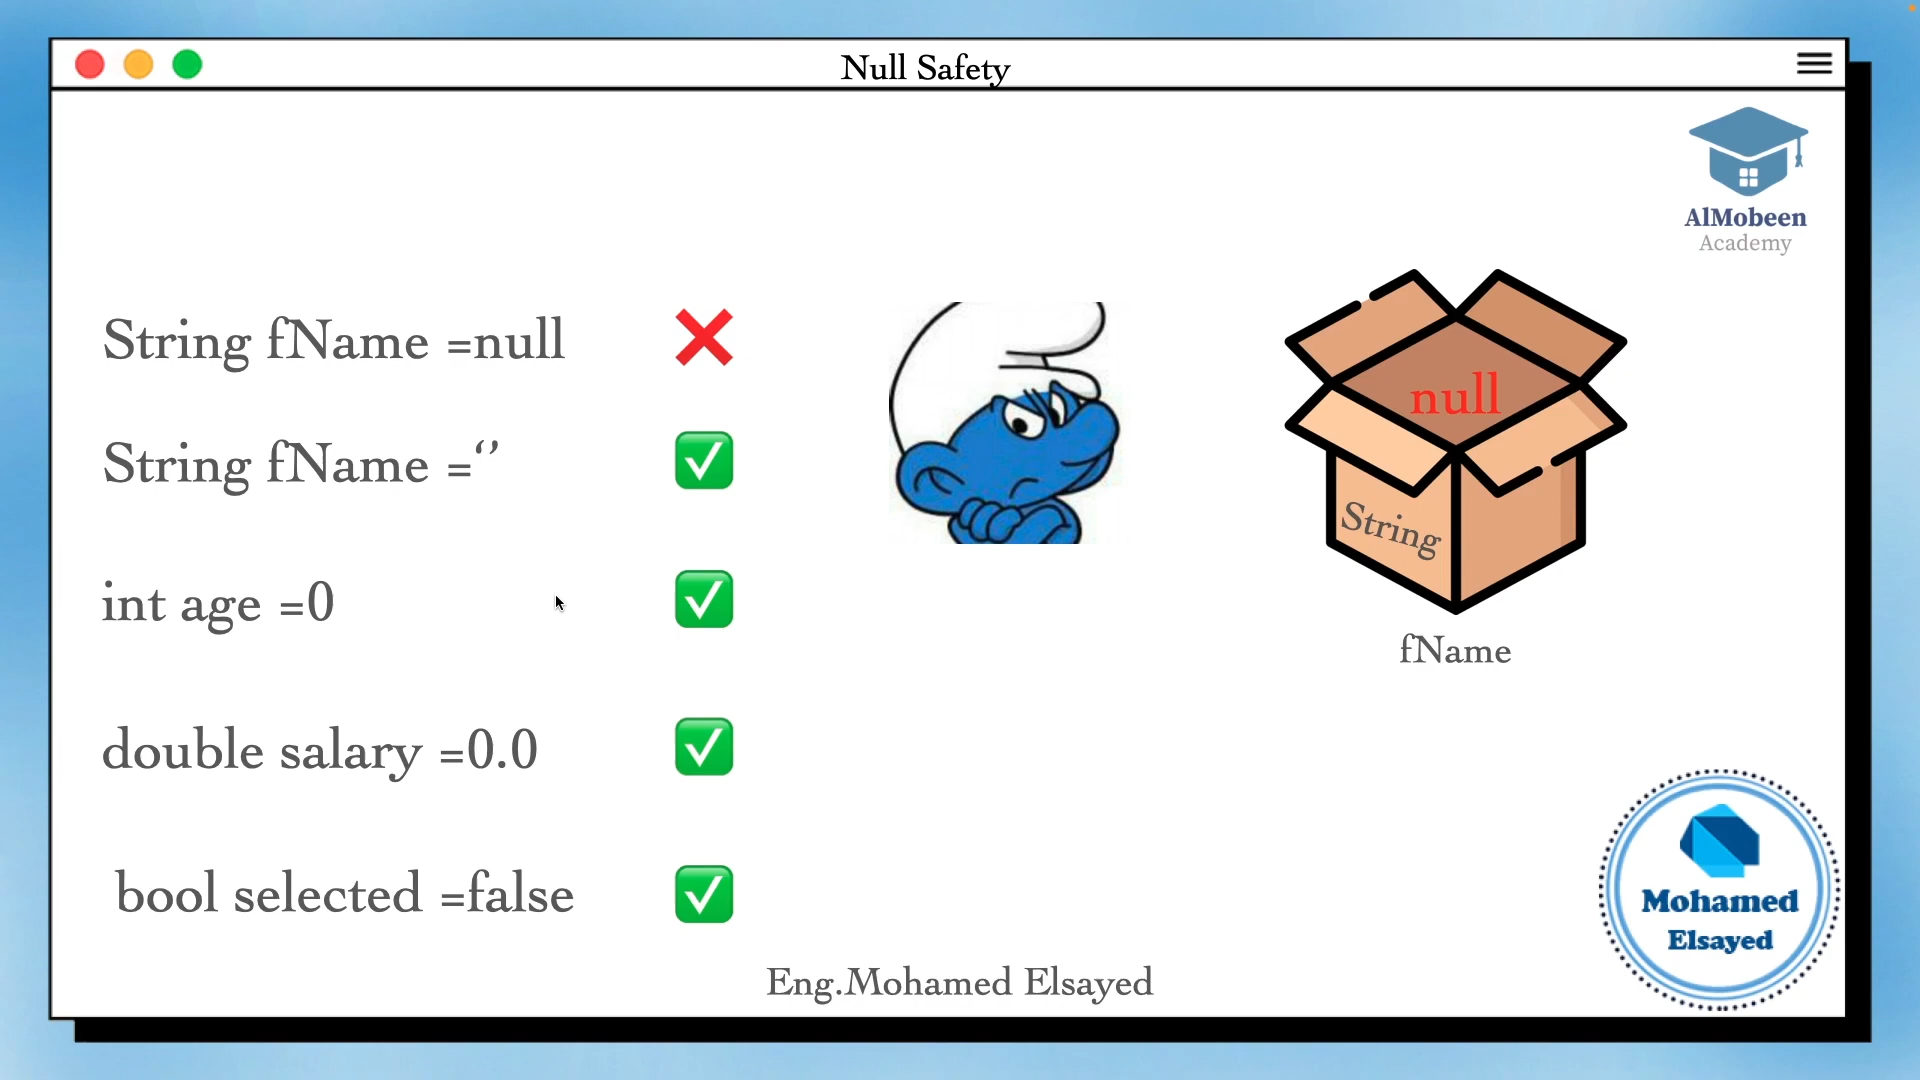 Null Safety
AlMobeen
Academy
String fName =null
String fName =‘’
int age =0
double salary =0.0
bool selected =false
null
String
fName
Mohamed
Elsayed
Eng.Mohamed Elsayed